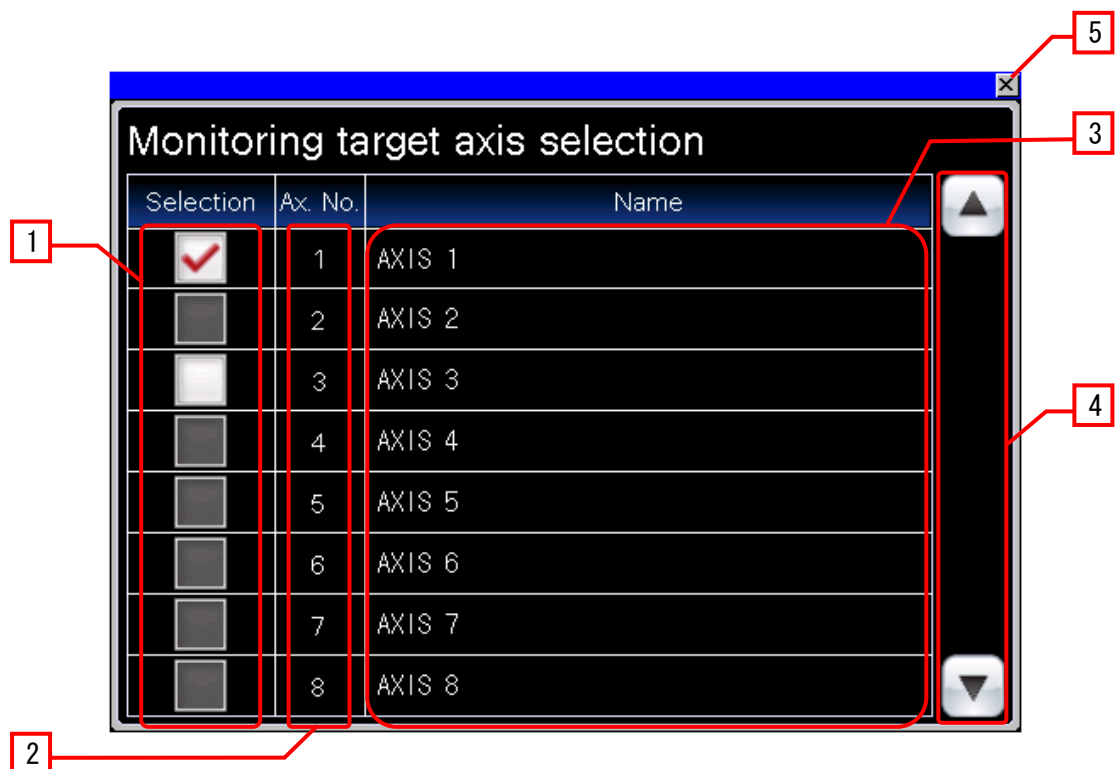 5
Monitoring target axis selection
3
Selection Ax. No. Name
1
1 AXIS 1
2 AXIS 2
3 AXIS 3
4
4 AXIS 4
5 AXIS 5
6 AXIS 6
7 AXIS 7
8 AXIS 8
2